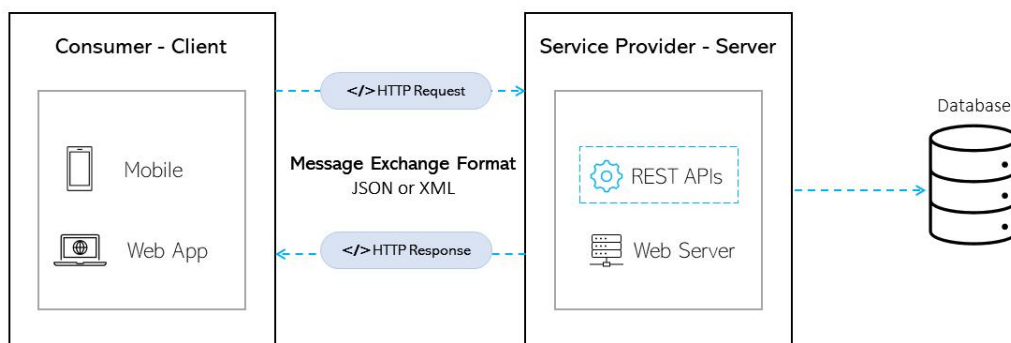 Consumer - Client
Mobile
Web App
</> HTTP Request
Message Exchange Format
JSON or XML
</> HTTP Response
Service Provider - Server
REST APIs
Web Server
Database